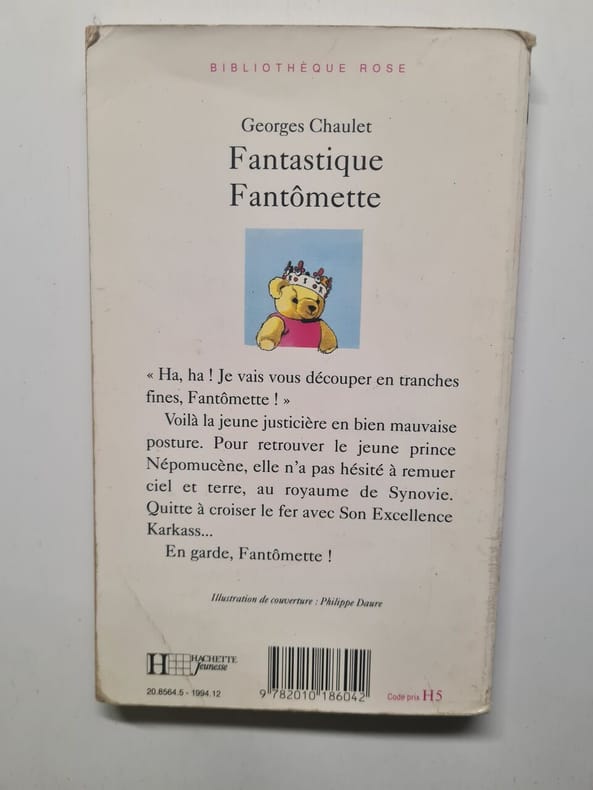 BIBLIOTHÈQUE ROSE
Georges Chaulet
Fantastique
Fantômette
« Ha, ha ! Je vais vous découper en tranches
fines, Fantômette ! »
Voilà la jeune justicière en bien mauvaise
posture. Pour retrouver le jeune prince
Népomucène, elle n'a pas hésité à remuer
ciel et terre, au royaume de Synovie.
Quitte à croiser le fer avec Son Excellence
Karkass...
En garde, Fantômette !
Illustration de couverture : Philippe Daure
H HACHETTE
Jeunesse
20.8564.5 - 1994.12
9 782010 186042
Code prix H5